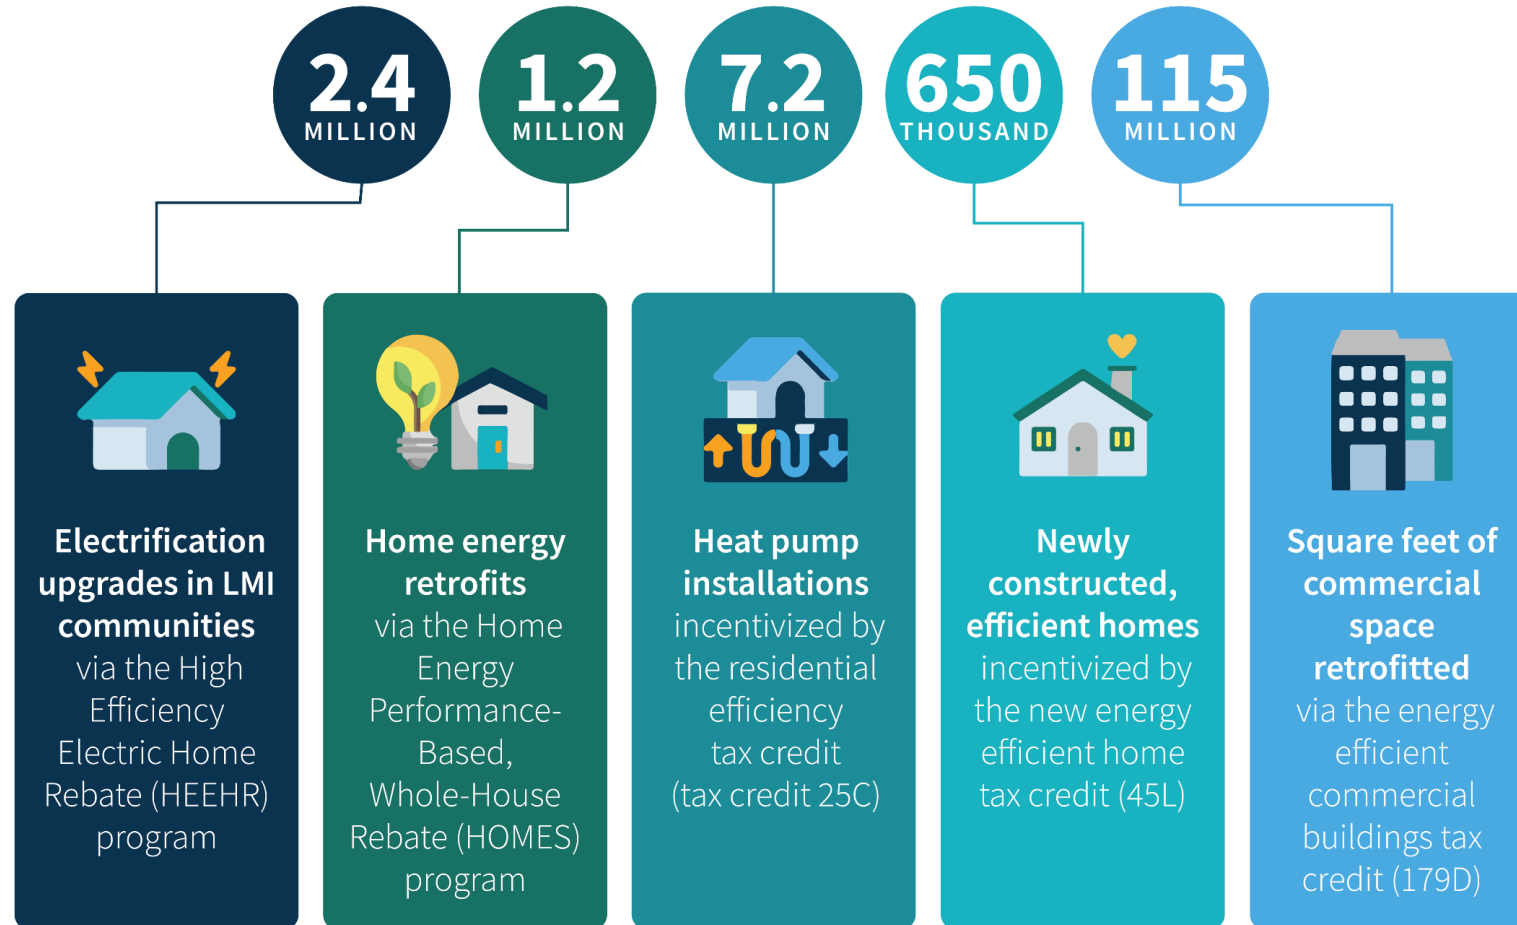 2.4
MILLION
1.2
MILLION
7.2
MILLION
650
THOUSAND
115
MILLION
Electrification
upgrades in LMI
communities
via the High
Efficiency
Electric Home
Rebate (HEEHR)
program
Home energy
retrofits
via the Home
Energy
Performance-
Based,
Whole-House
Rebate (HOMES)
program
Heat pump
installations
incentivized by
the residential
efficiency
tax credit
(tax credit 25C)
Newly
constructed,
efficient homes
incentivized by
the new energy
efficient home
tax credit (45L)
Square feet of
commercial
space
retrofitted
via the energy
efficient
commercial
buildings tax
credit (179D)